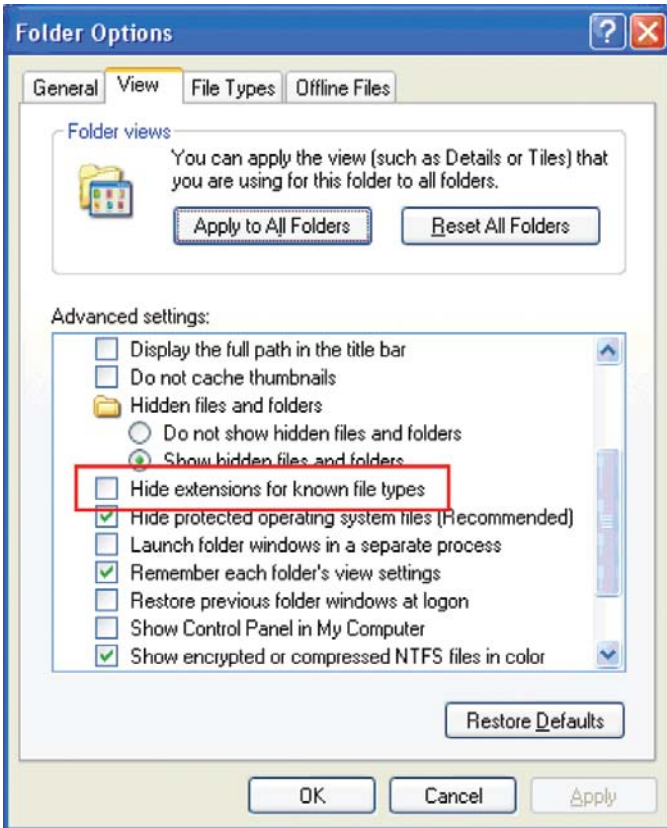 Folder Options
General View File Types Offline Files
Folder views
You can apply the view (such as Details or Tiles) that
you are using for this folder to all folders.
Apply to All Folders Reset All Folders
Advanced settings:
Display the full path in the title bar
Do not cache thumbnails
Hidden files and folders
Do not show hidden files and folders
Show hidden files and folders
Hide extensions for known file types
Hide protected operating system files (Recommended)
Launch folder windows in a separate process
Remember each folder's view settings
Restore previous folder windows at logon
Show Control Panel in My Computer
Show encrypted or compressed NTFS files in color
Restore Defaults
OK Cancel Apply